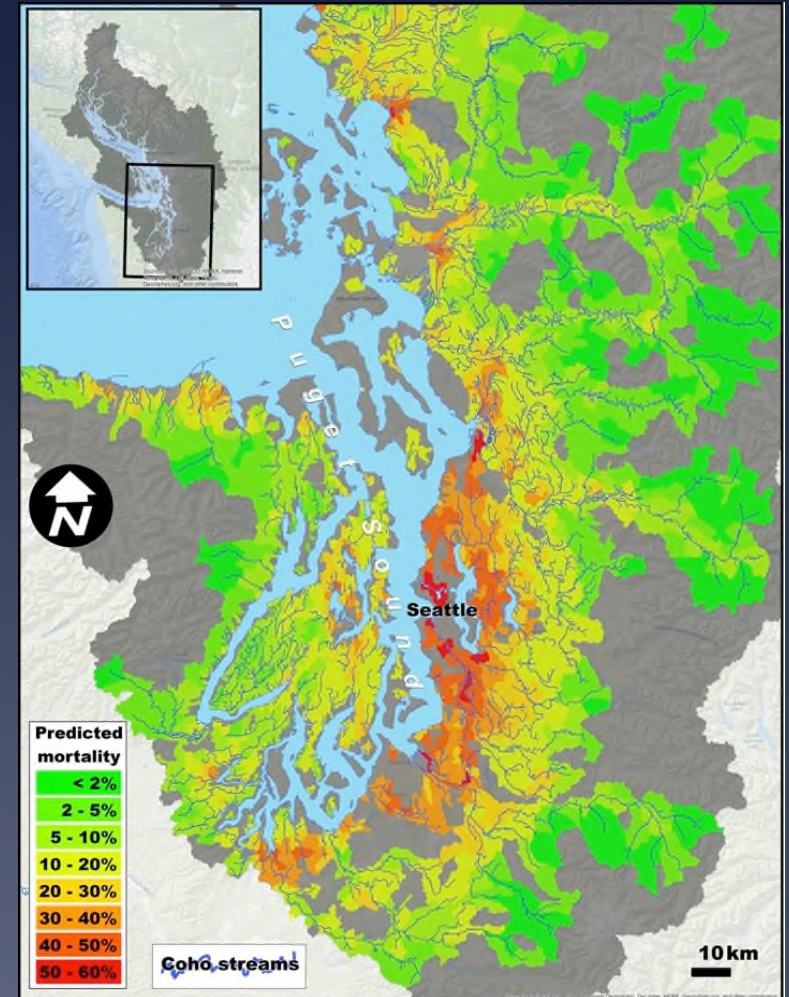 Puget Sound
N
Seattle
Predicted
mortality
< 2%
2 - 5%
5 - 10%
10 - 20%
20 - 30%
30 - 40%
40 - 50%
50 - 60%
Coho streams
10 km